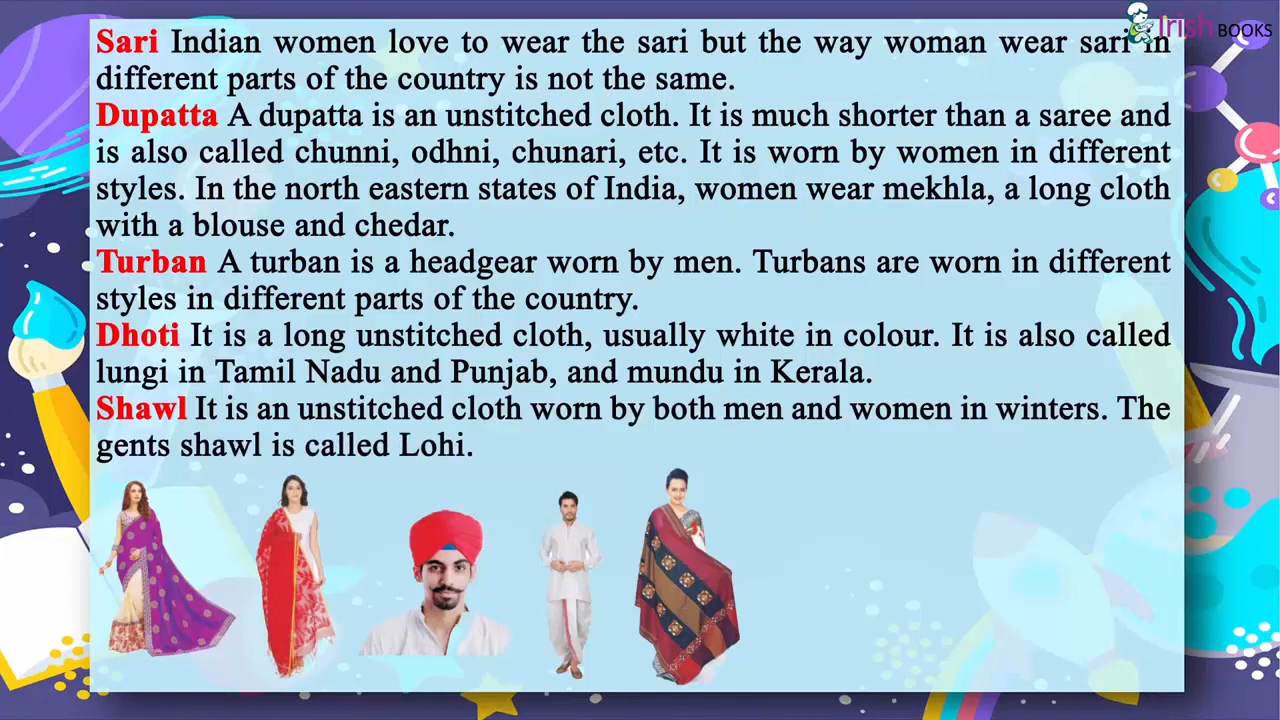 Irish BOOKS
Sari Indian women love to wear the sari but the way woman wear sari in
different parts of the country is not the same.
Dupatta A dupatta is an unstitched cloth. It is much shorter than a saree and
is also called chunni, odhni, chunari, etc. It is worn by women in different
styles. In the north eastern states of India, women wear mekhla, a long cloth
with a blouse and chedar.
Turban A turban is a headgear worn by men. Turbans are worn in different
styles in different parts of the country.
Dhoti It is a long unstitched cloth, usually white in colour. It is also called
lungi in Tamil Nadu and Punjab, and mundu in Kerala.
Shawl It is an unstitched cloth worn by both men and women in winters. The
gents shawl is called Lohi.